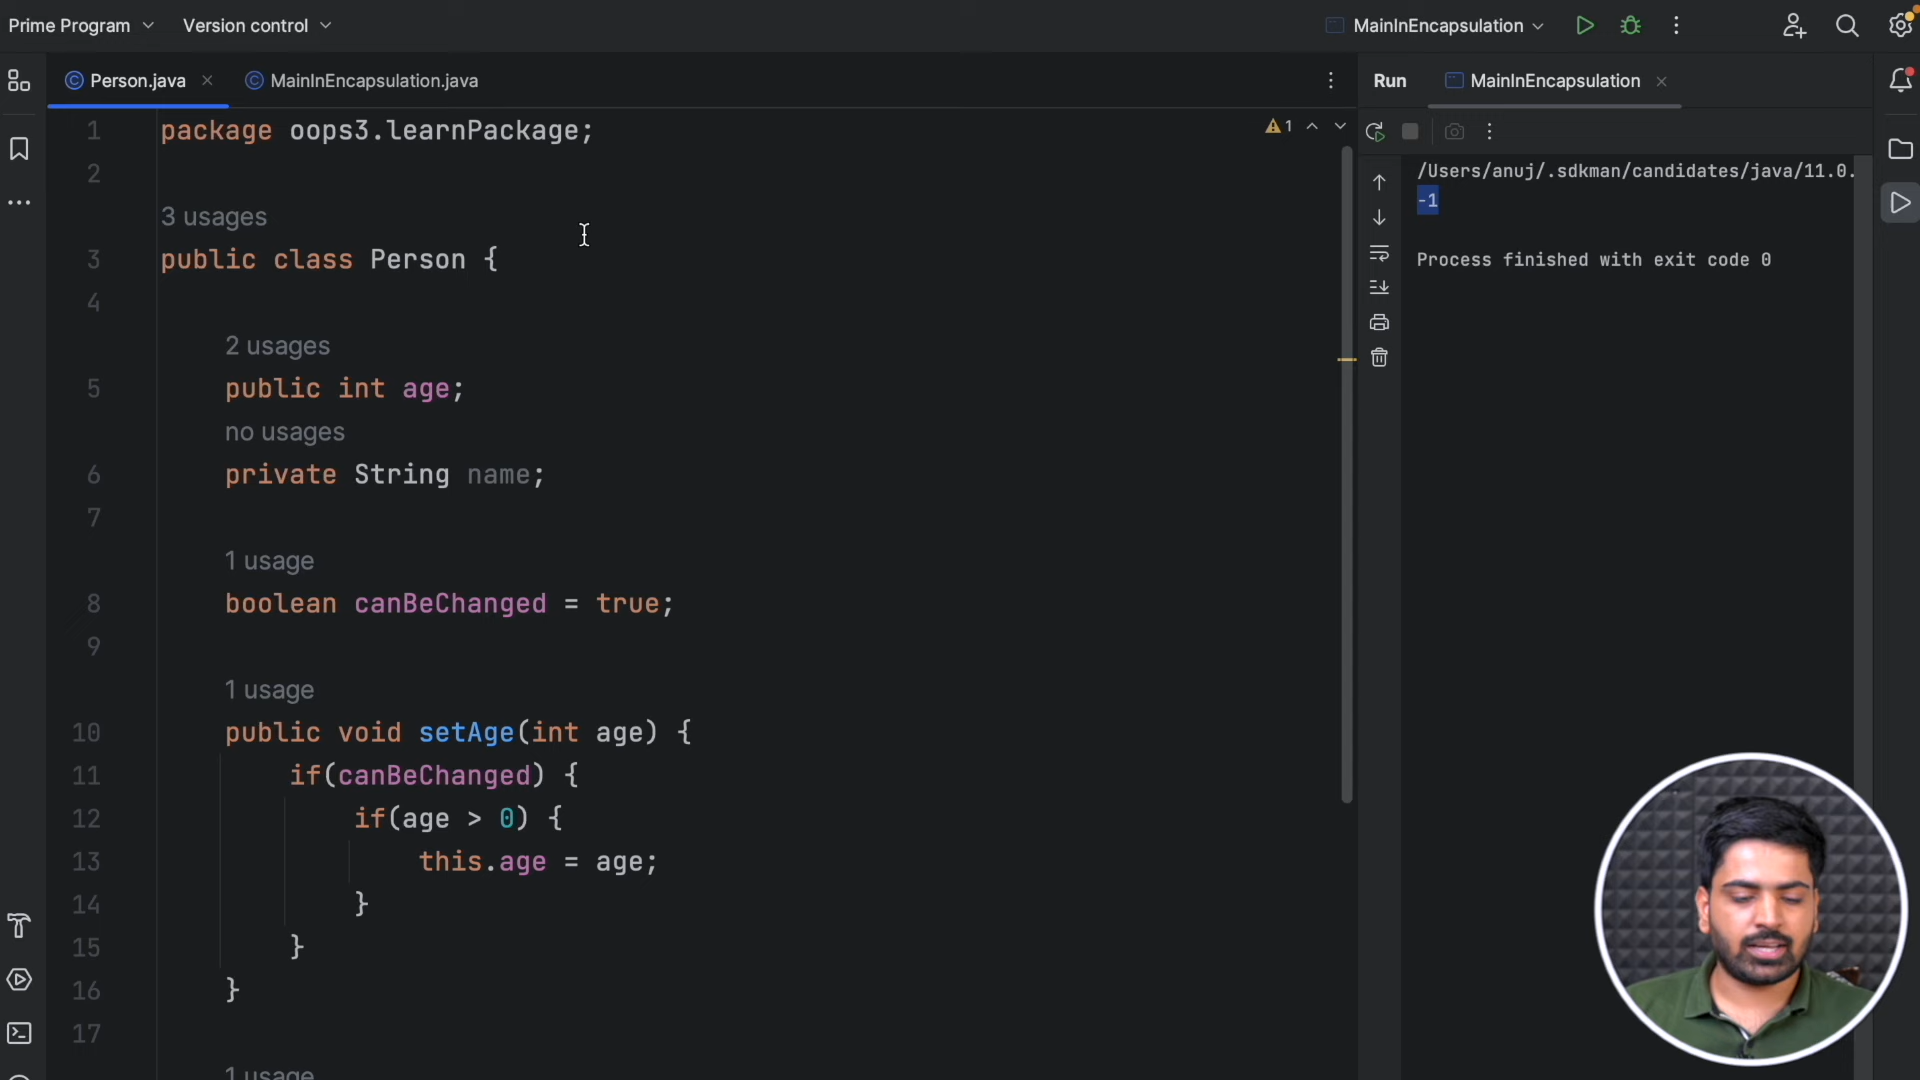 Prime Program
Version control
MainInEncapsulation
Person.java
MainInEncapsulation.java
Run
MainInEncapsulation
1 package oops3.learnPackage;
1
2
3 usages
3 public class Person {
4
2 usages
5 public int age;
no usages
6 private String name;
7
1 usage
8 boolean canBeChanged = true;
9
1 usage
10 public void setAge(int age) {
11 if(canBeChanged) {
12 if(age > 0) {
13 this.age = age;
14 }
15 }
16 }
17
1 usage
/Users/anuj/.sdkman/candidates/java/11.0.
-1
Process finished with exit code 0